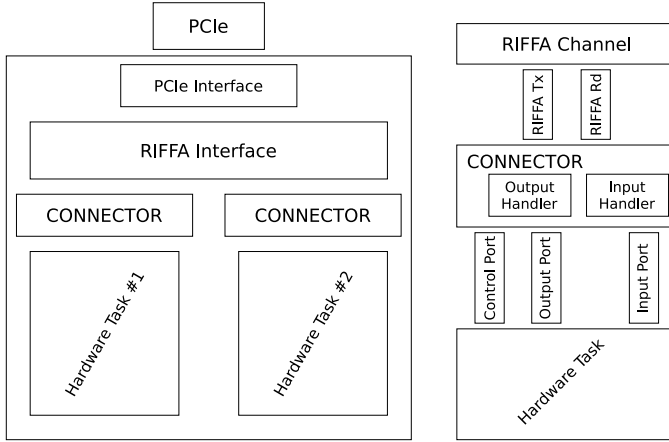 PCIe
PCIe Interface
RIFFA Interface
CONNECTOR
CONNECTOR
Hardware Task #1
Hardware Task #2
RIFFA Channel
RIFFA Tx
RIFFA Rd
CONNECTOR
Output
Handler
Input
Handler
Control Port
Output Port
Input Port
Hardware Task